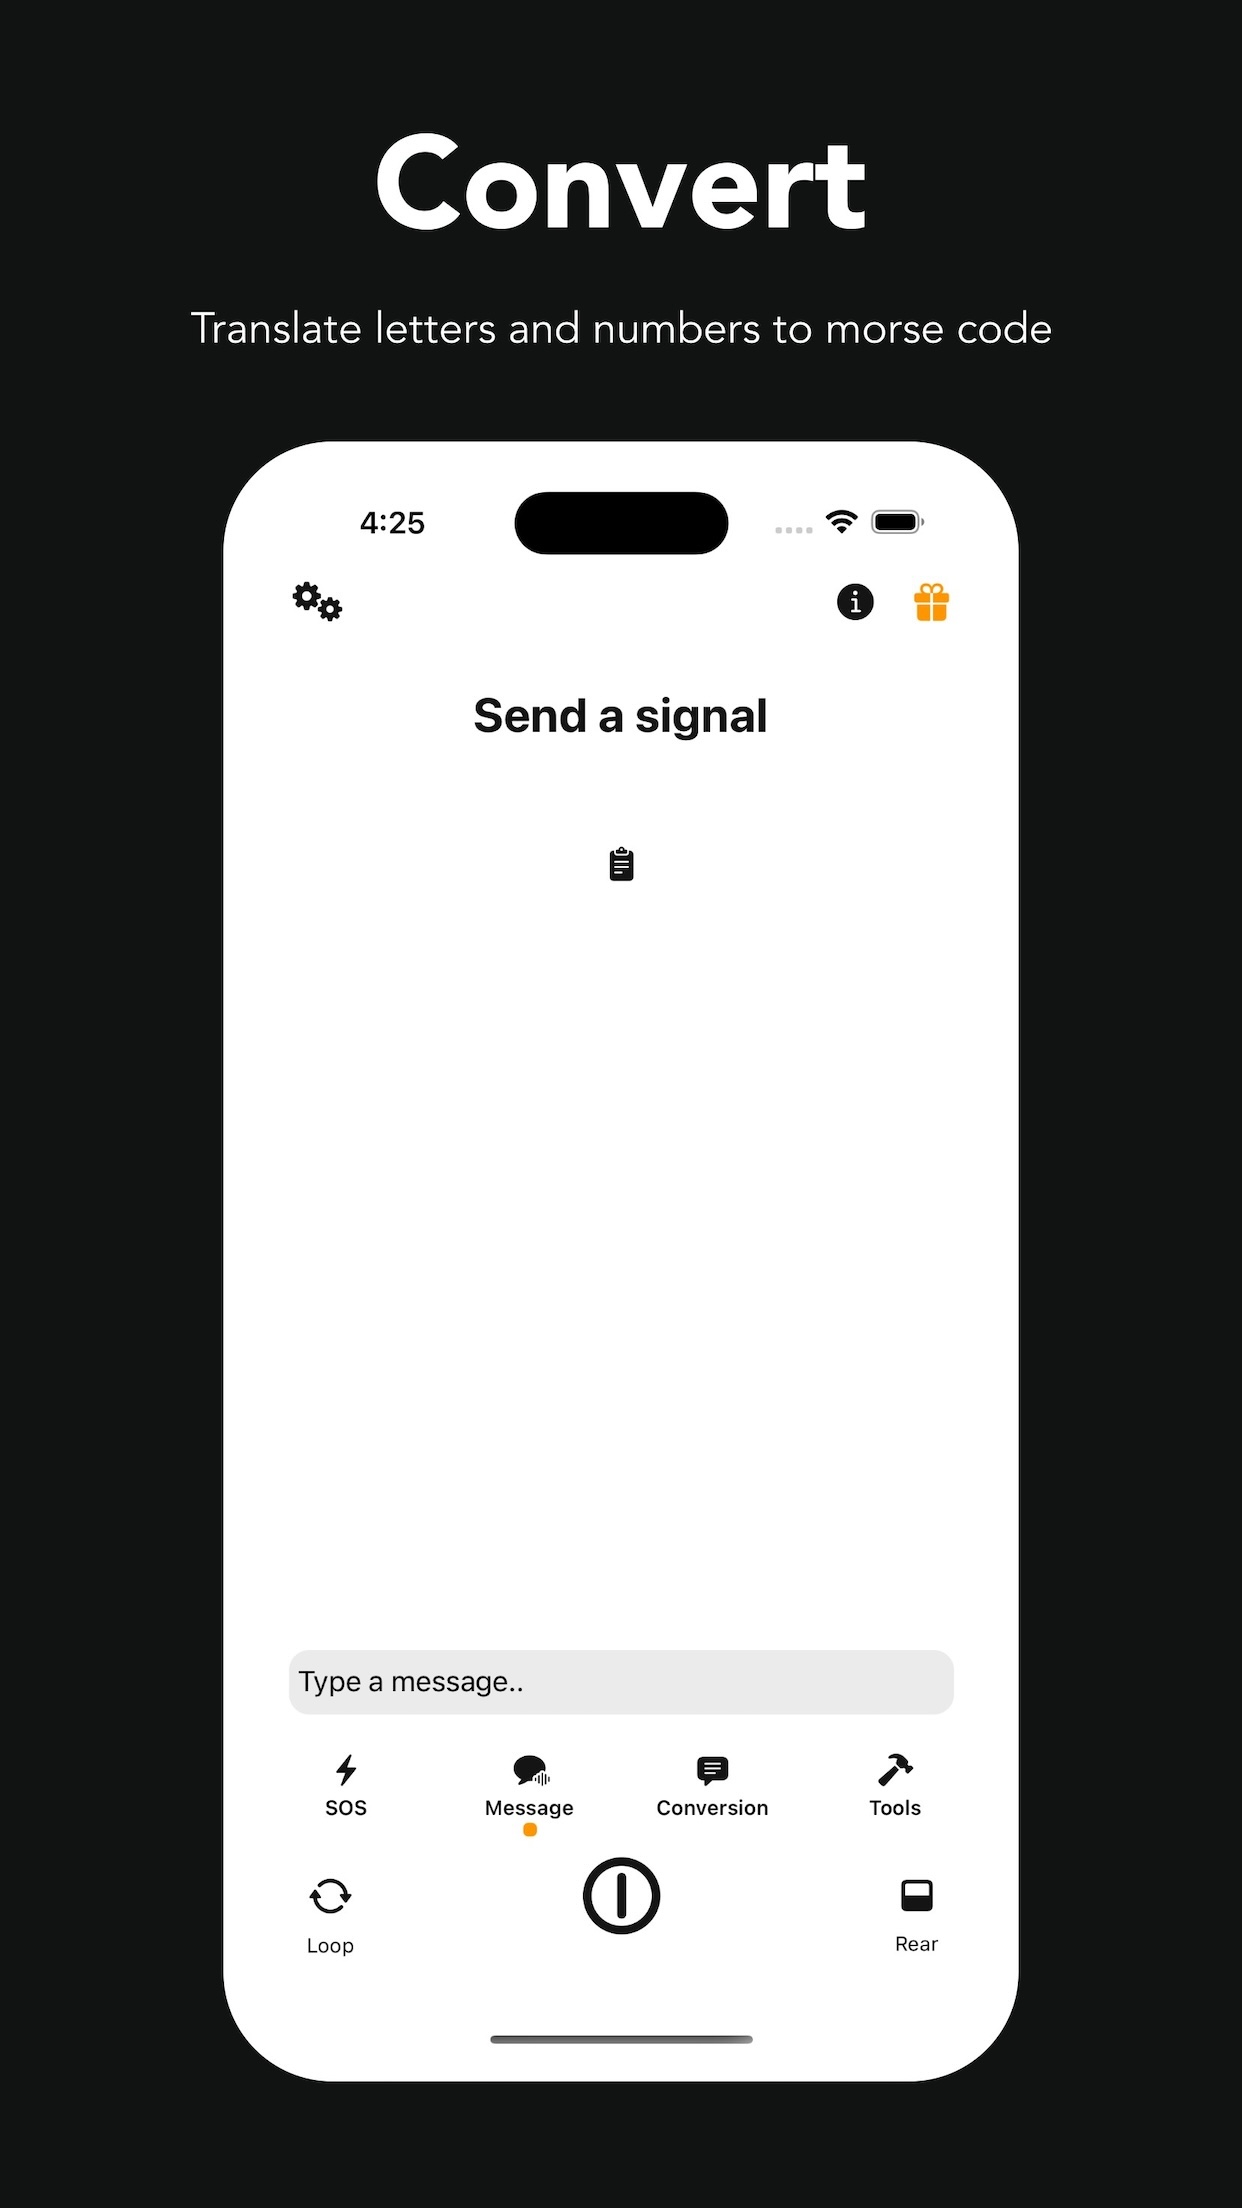 Convert
Translate letters and numbers to morse code
4:25
Send a signal
Type a message..
SOS
Message
Conversion
Tools
Loop
Rear